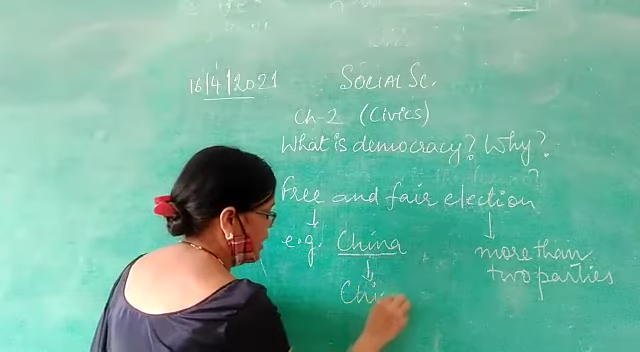 16/4/2021
Social Sc.
Ch-2 (Civics)
What is democracy? Why?
Free and fair election?
e.g. China
more than
two parties
Chi